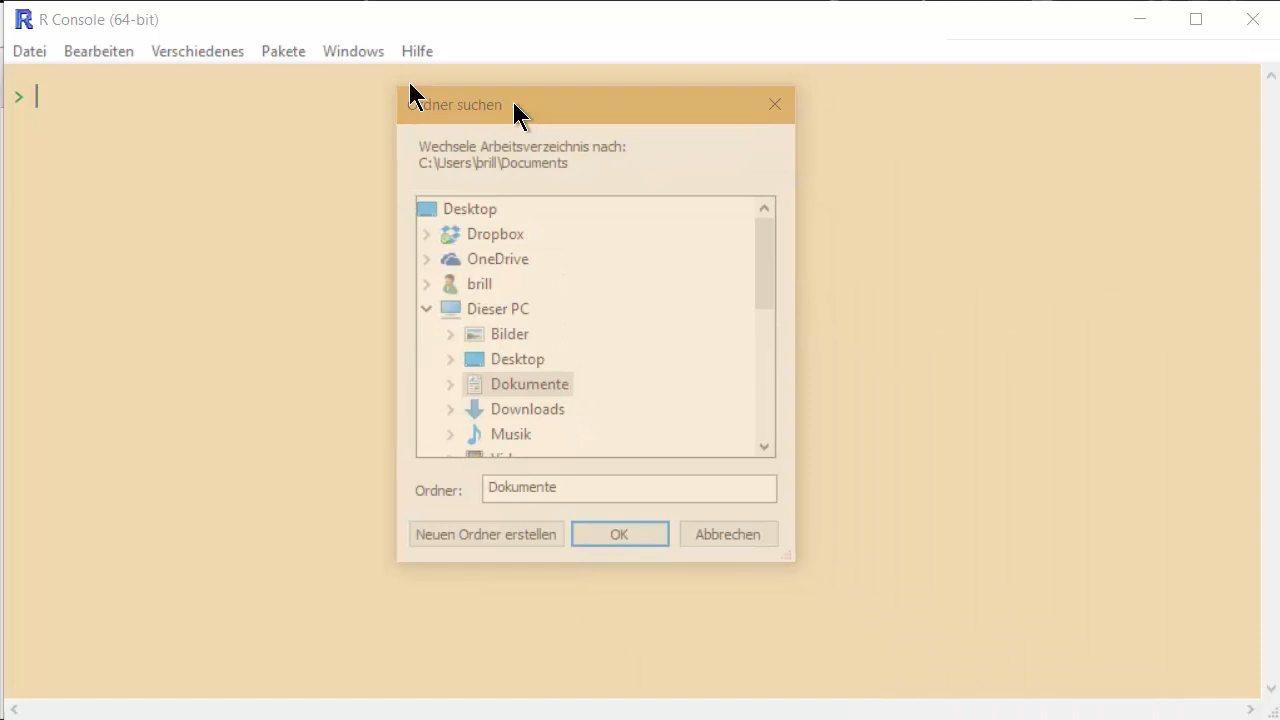 R Console (64-bit)
Datei Bearbeiten Verschiedenes Pakete Windows Hilfe
>
Ordner suchen
Wechsele Arbeitsverzeichnis nach:
C:\Users\brill\Documents
Desktop
Dropbox
OneDrive
brill
Dieser PC
Bilder
Desktop
Dokumente
Downloads
Musik
Ordner: Dokumente
Neuen Ordner erstellen OK Abbrechen